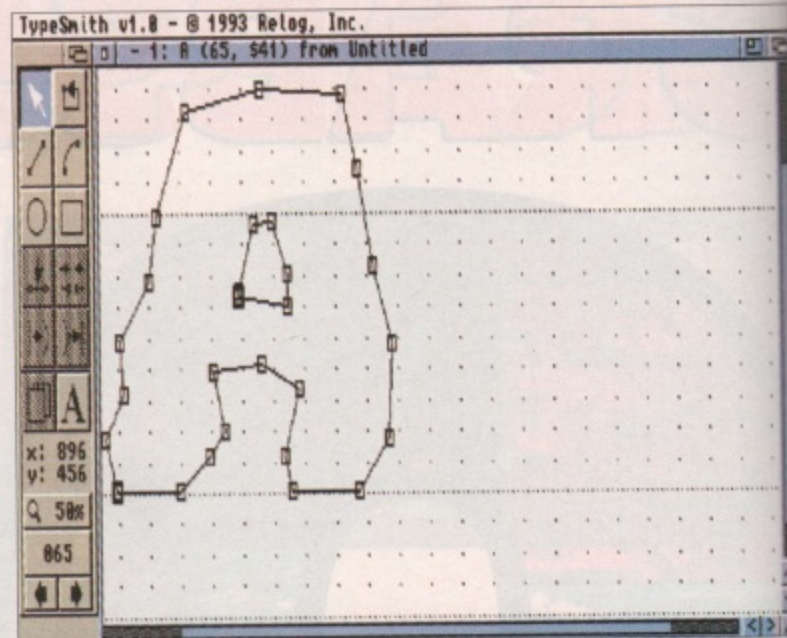 TypeSmith v1.0 - © 1993 Relog, Inc.
- 1: A (65, $41) from Untitled
A
x: 896
y: 456
50%
065